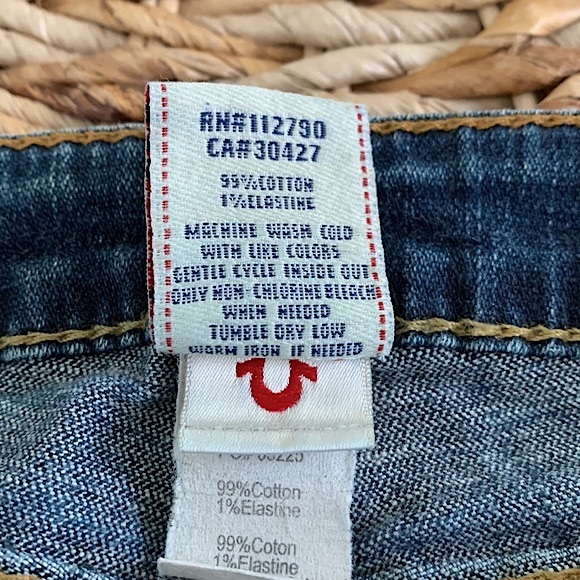 RN#112790
CA#30427
99%COTTON
1%ELASTINE
MACHINE WASH COLD
WITH LIKE COLORS
GENTLE CYCLE INSIDE OUT
ONLY NON-CHLORINE BLEACH
WHEN NEEDED
TUMBLE DRY LOW
WARM IRON IF NEEDED
99%Cotton
1%Elastine
99%Cotton
1%Elastine